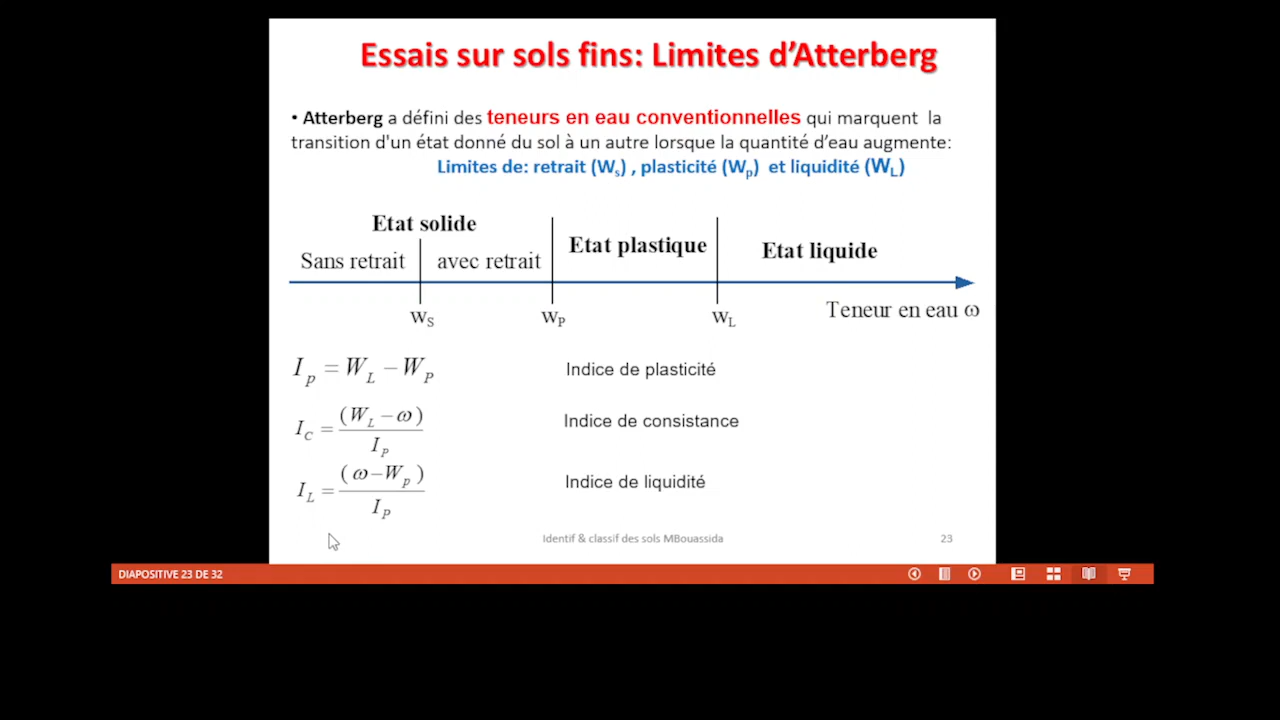 Essais sur sols fins: Limites d’Atterberg
• Atterberg a défini des teneurs en eau conventionnelles qui marquent la
transition d'un état donné du sol à un autre lorsque la quantité d’eau augmente:
Limites de: retrait (Ws) , plasticité (Wp) et liquidité (WL)
Etat solide
Sans retrait avec retrait Etat plastique Etat liquide
wS wP wL Teneur en eau ω
Ip = WL − WP Indice de plasticité
IC = (WL − ω) / IP Indice de consistance
IL = (ω − Wp) / IP Indice de liquidité
Identif & classif des sols MBouassida 23
DIAPOSITIVE 23 DE 32